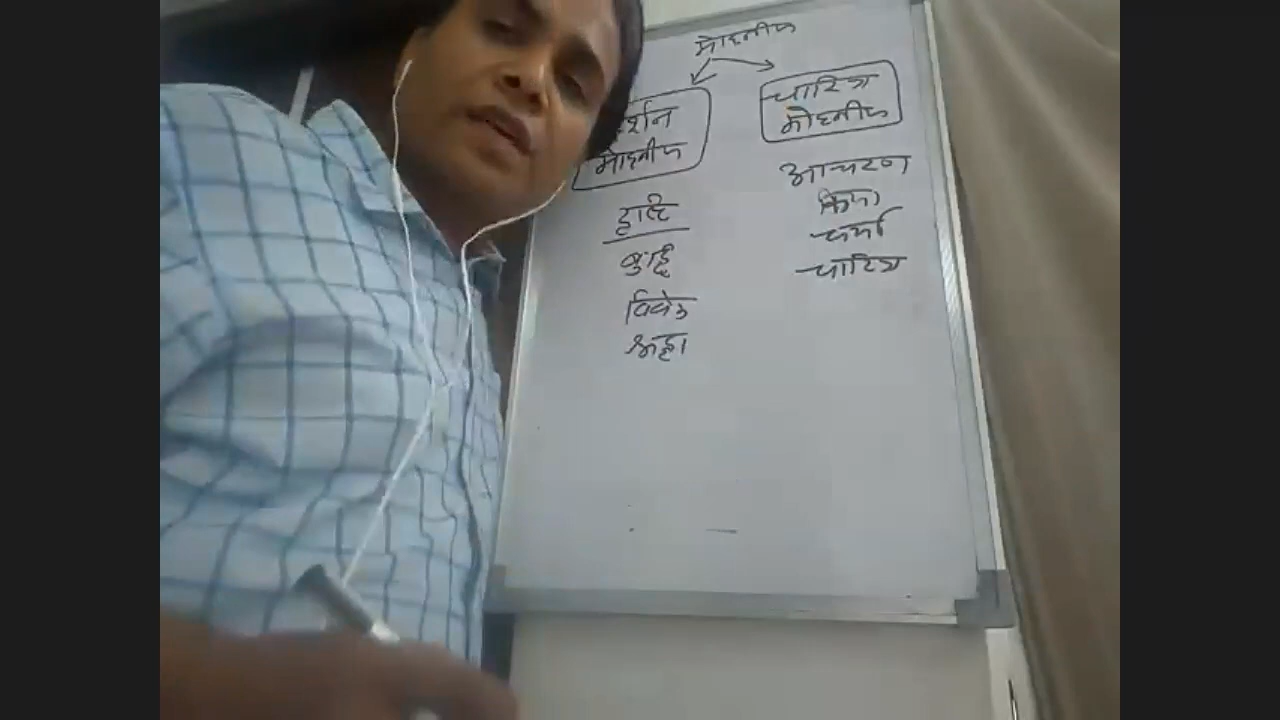 मोहनीय
दर्शन
मोहनीय
चारित्र
मोहनीय
दृष्टि
बुद्धि
विवेक
श्रद्धा
आचरण
क्रिया
चर्या
चारित्र